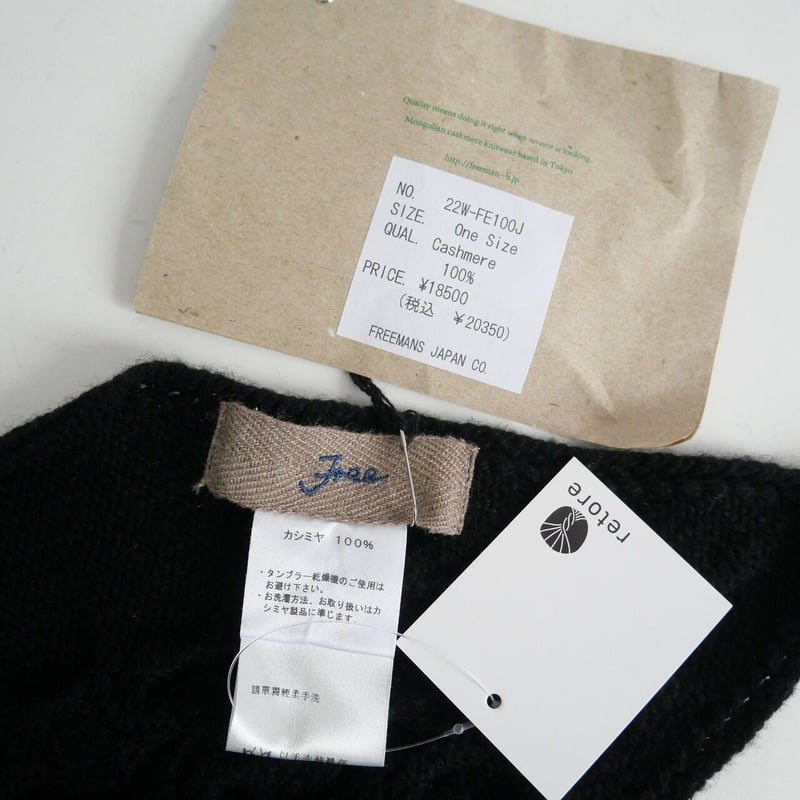 Quality means doing it right when no one is looking.
Mongolian cashmere knitwear based in Tokyo
http://freeman-b.jp
NO. 22W-FE100J
SIZE. One Size
QUAL. Cashmere
100%
PRICE. ¥18500
(税込 ¥20350)
FREEMANS JAPAN CO.
Free
カシミヤ 100%
・タンブラー乾燥機のご使用は
お避け下さい。
・お洗濯方法、お取り扱いはカ
シミヤ製品に準じます。
retore